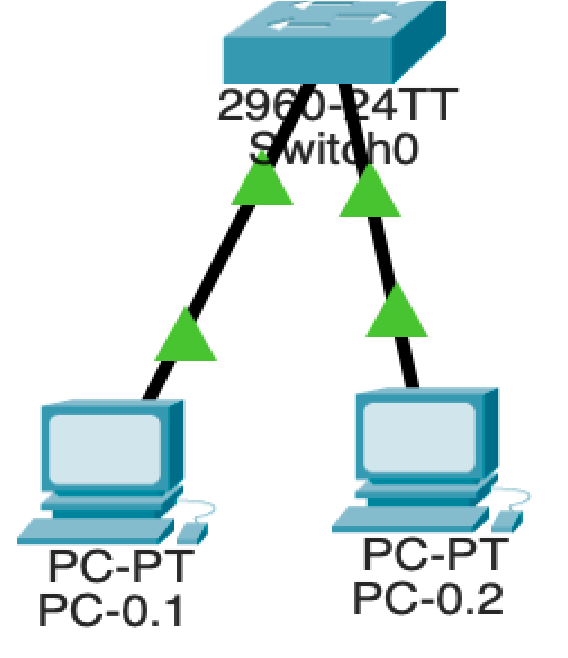 2960-24TT
Switch0
PC-PT
PC-0.1
PC-PT
PC-0.2